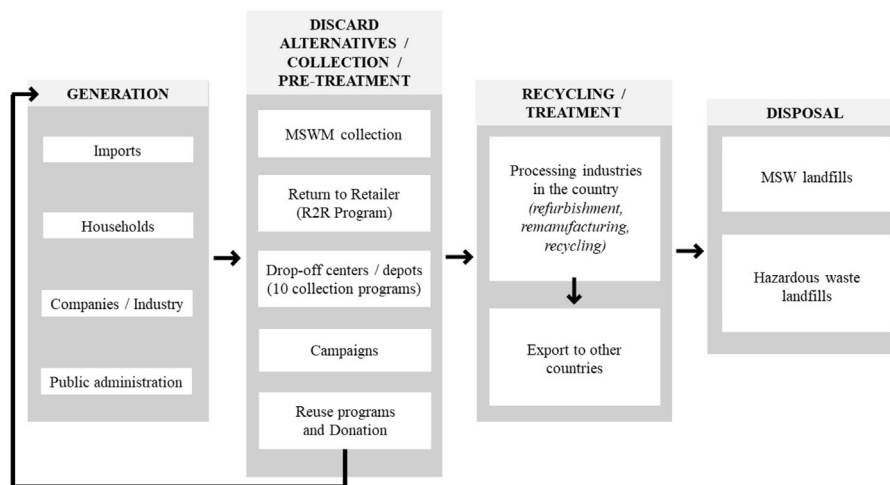 GENERATION
Imports
Households
Companies / Industry
Public administration
DISCARD
ALTERNATIVES /
COLLECTION /
PRE-TREATMENT
MSWM collection
Return to Retailer
(R2R Program)
Drop-off centers / depots
(10 collection programs)
Campaigns
Reuse programs
and Donation
RECYCLING /
TREATMENT
Processing industries
in the country
(refurbishment,
remanufacturing,
recycling)
Export to other
countries
DISPOSAL
MSW landfills
Hazardous waste
landfills